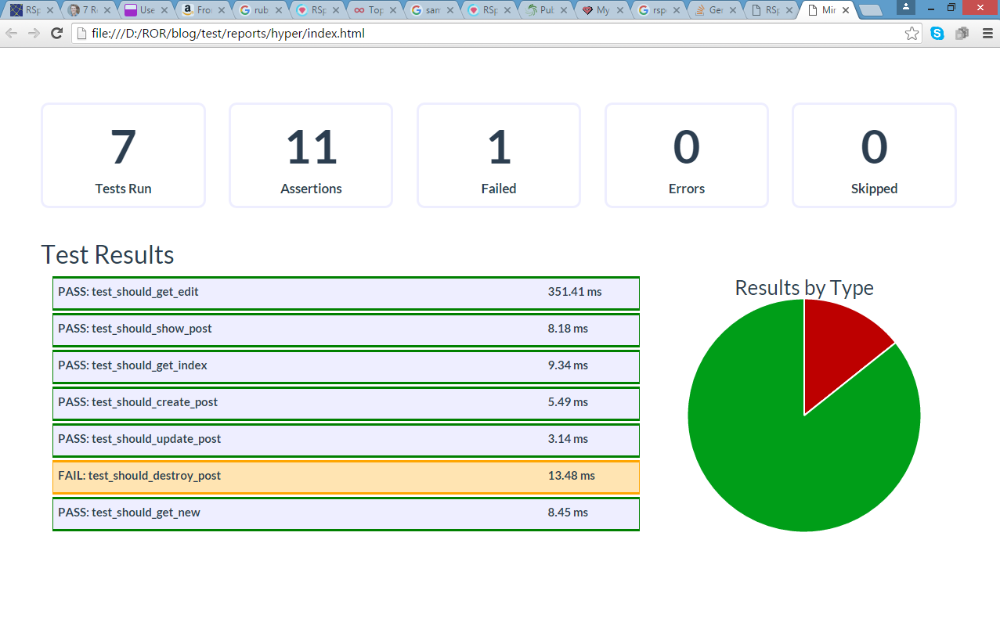 RSp
7 R
Use
Fro
rub
RSp
Top
san
RSp
Pub
My
rspe
Ger
RSp
Min
file:///D:/ROR/blog/test/reports/hyper/index.html
7
Tests Run
11
Assertions
1
Failed
0
Errors
0
Skipped
Test Results
PASS: test_should_get_edit 351.41 ms
PASS: test_should_show_post 8.18 ms
PASS: test_should_get_index 9.34 ms
PASS: test_should_create_post 5.49 ms
PASS: test_should_update_post 3.14 ms
FAIL: test_should_destroy_post 13.48 ms
PASS: test_should_get_new 8.45 ms
Results by Type